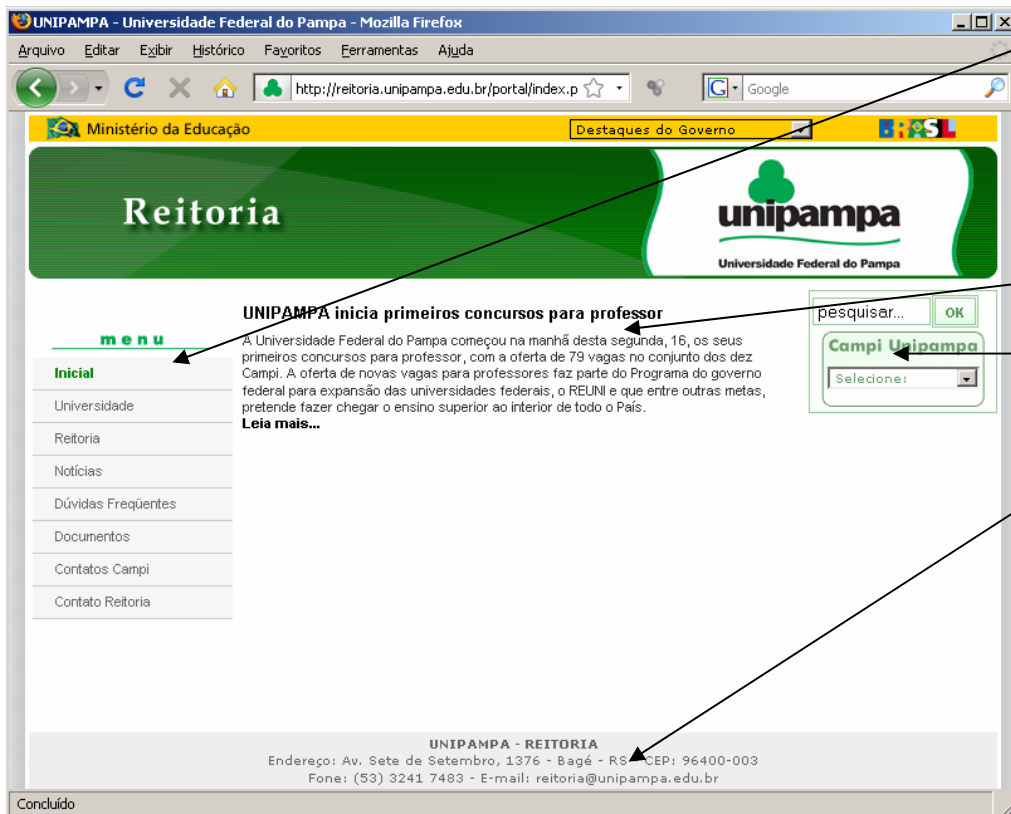 UNIPAMPA - Universidade Federal do Pampa - Mozilla Firefox
Arquivo Editar Exibir Histórico Favoritos Ferramentas Ajuda
http://reitoria.unipampa.edu.br/portal/index.p
G Google
Ministério da Educação
Destaques do Governo
BRASIL
Reitoria
unipampa
Universidade Federal do Pampa
menu
Inicial
Universidade
Reitoria
Notícias
Dúvidas Freqüentes
Documentos
Contatos Campi
Contato Reitoria
UNIPAMPA inicia primeiros concursos para professor
A Universidade Federal do Pampa começou na manhã desta segunda, 16, os seus
primeiros concursos para professor, com a oferta de 79 vagas no conjunto dos dez
Campi. A oferta de novas vagas para professores faz parte do Programa do governo
federal para expansão das universidades federais, o REUNI e que entre outras metas,
pretende fazer chegar o ensino superior ao interior de todo o País.
Leia mais...
pesquisar... OK
Campi Unipampa
Selecione:
UNIPAMPA - REITORIA
Endereço: Av. Sete de Setembro, 1376 - Bagé - RS - CEP: 96400-003
Fone: (53) 3241 7483 - E-mail: reitoria@unipampa.edu.br
Concluído